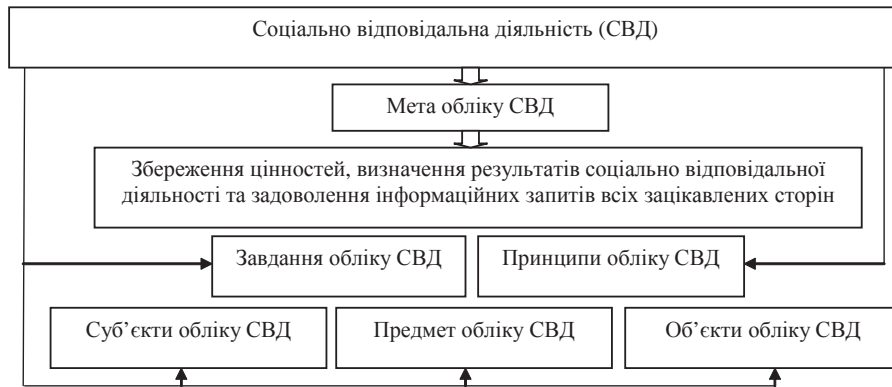 Соціально відповідальна діяльність (СВД)
Мета обліку СВД
Збереження цінностей, визначення результатів соціально відповідальної
діяльності та задоволення інформаційних запитів всіх зацікавлених сторін
Завдання обліку СВД
Принципи обліку СВД
Суб’єкти обліку СВД
Предмет обліку СВД
Об’єкти обліку СВД